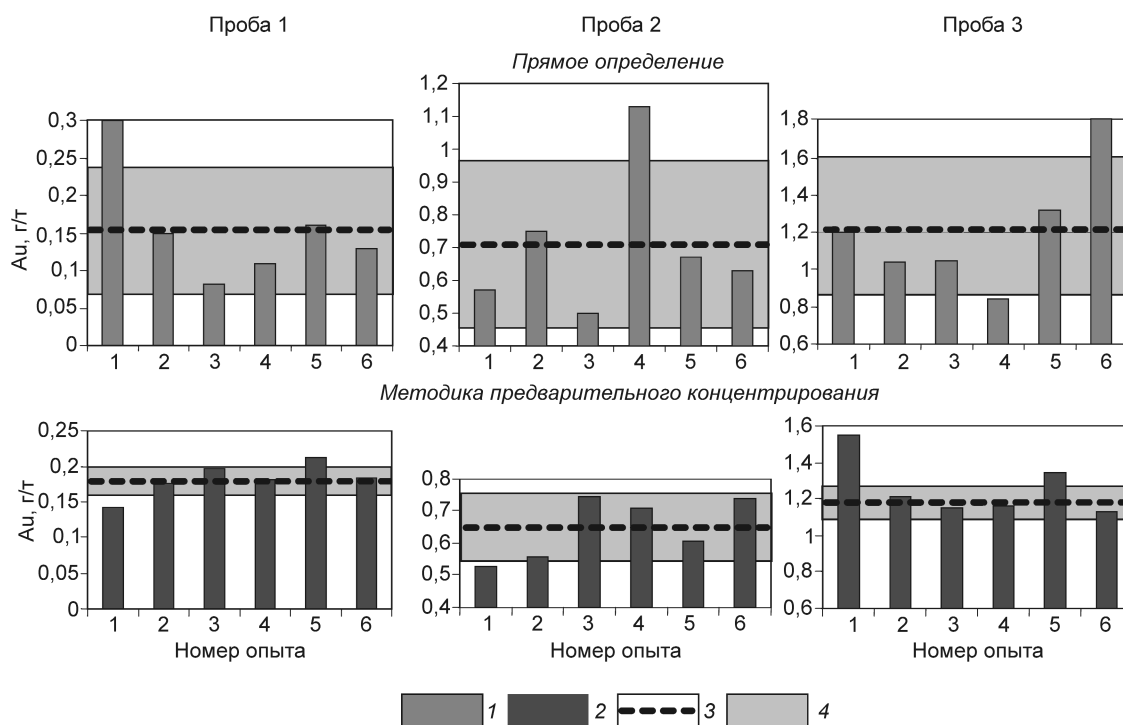 Проба 1 Проба 2 Проба 3
Прямое определение
Au, г/т
0,3
0,25
0,2
0,15
0,1
0,05
0
1 2 3 4 5 6
1,2
1,1
1
0,9
0,8
0,7
0,6
0,5
0,4
1 2 3 4 5 6
1,8
1,6
1,4
1,2
1
0,8
0,6
1 2 3 4 5 6
Методика предварительного концентрирования
Au, г/т
0,25
0,2
0,15
0,1
0,05
0
1 2 3 4 5 6
Номер опыта
0,8
0,7
0,6
0,5
0,4
1 2 3 4 5 6
Номер опыта
1,6
1,4
1,2
1
0,8
0,6
1 2 3 4 5 6
Номер опыта
1 2 3 4